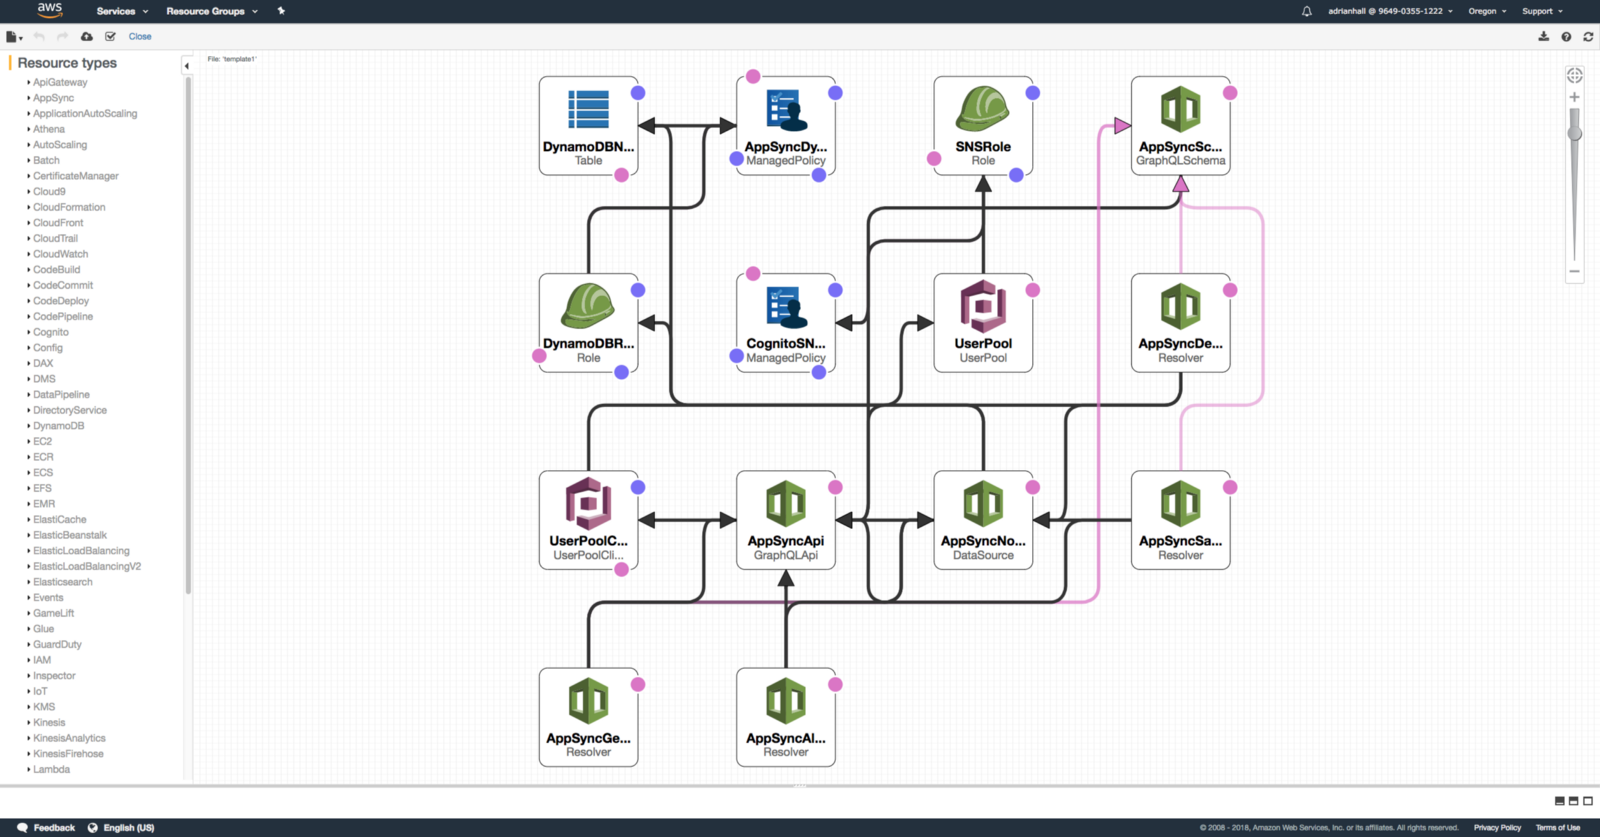 aws
Services
Resource Groups
adrianhall @ 9649-0355-1222
Oregon
Support
Close
Resource types
File: 'template1'
ApiGateway
AppSync
ApplicationAutoScaling
Athena
AutoScaling
Batch
CertificateManager
Cloud9
CloudFormation
CloudFront
CloudTrail
CloudWatch
CodeBuild
CodeCommit
CodeDeploy
CodePipeline
Cognito
Config
DAX
DMS
DataPipeline
DirectoryService
DynamoDB
EC2
ECR
ECS
EFS
EMR
ElastiCache
ElasticBeanstalk
ElasticLoadBalancing
ElasticLoadBalancingV2
Elasticsearch
Events
GameLift
Glue
GuardDuty
IAM
Inspector
IoT
KMS
Kinesis
KinesisAnalytics
KinesisFirehose
Lambda
DynamoDBN...
Table
AppSyncDy...
ManagedPolicy
SNSRole
Role
AppSyncSc...
GraphQLSchema
DynamoDBR...
Role
CognitoSN...
ManagedPolicy
UserPool
UserPool
AppSyncDe...
Resolver
UserPoolC...
UserPoolCli...
AppSyncApi
GraphQLApi
AppSyncNo...
DataSource
AppSyncSa...
Resolver
AppSyncGe...
Resolver
AppSyncAl...
Resolver
Feedback
English (US)
© 2008 - 2018, Amazon Web Services, Inc. or its affiliates. All rights reserved.
Privacy Policy
Terms of Use